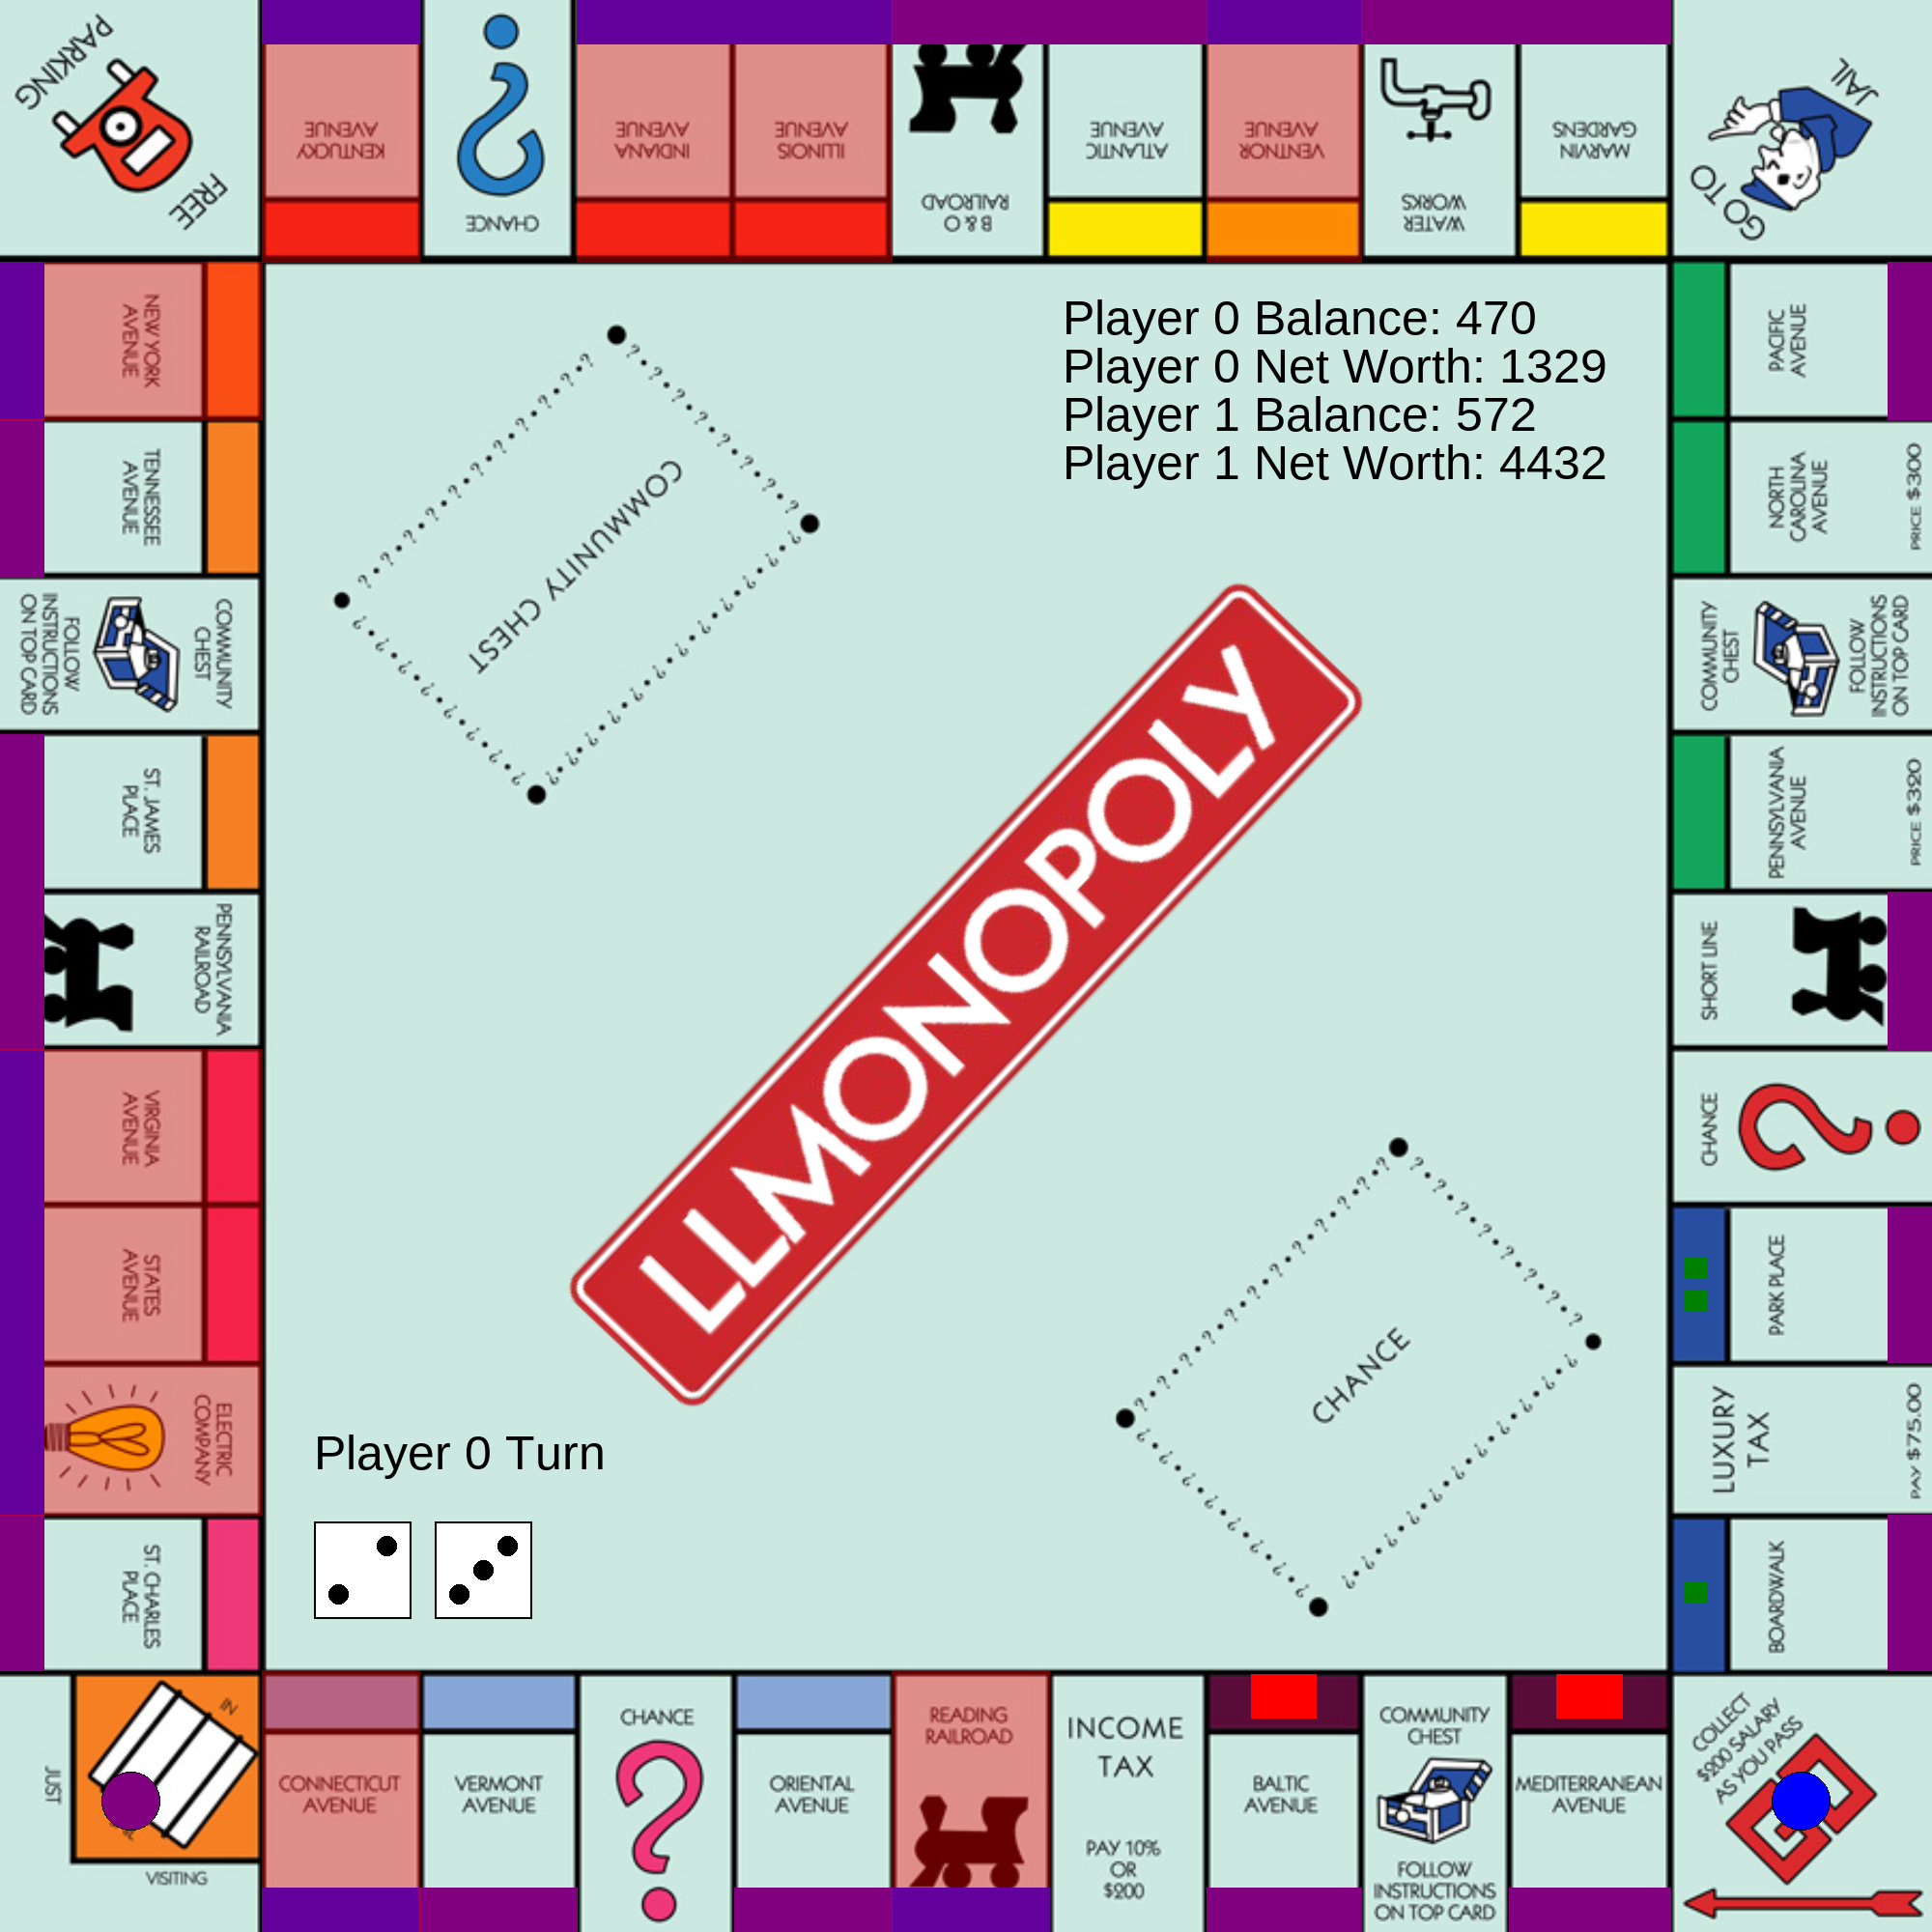 PARKING
FREE
KENTUCKY
AVENUE
CHANCE
INDIANA
AVENUE
ILLINOIS
AVENUE
B & O
RAILROAD
ATLANTIC
AVENUE
VENTNOR
AVENUE
WATER
WORKS
MARVIN
GARDENS
GO TO
JAIL
NEW YORK
AVENUE
TENNESSEE
AVENUE
COMMUNITY
CHEST
FOLLOW
INSTRUCTIONS
ON TOP CARD
ST. JAMES
PLACE
PENNSYLVANIA
RAILROAD
VIRGINIA
AVENUE
STATES
AVENUE
ELECTRIC
COMPANY
ST. CHARLES
PLACE
Player 0 Balance: 470
Player 0 Net Worth: 1329
Player 1 Balance: 572
Player 1 Net Worth: 4432
COMMUNITY CHEST
LLMONOPOLY
CHANCE
Player 0 Turn
PACIFIC
AVENUE
NORTH
CAROLINA
AVENUE
PRICE $300
COMMUNITY
CHEST
FOLLOW
INSTRUCTIONS
ON TOP CARD
PENNSYLVANIA
AVENUE
PRICE $320
SHORT LINE
CHANCE
PARK PLACE
LUXURY
TAX
PAY $75.00
BOARDWALK
JUST
VISITING
IN
CONNECTICUT
AVENUE
VERMONT
AVENUE
CHANCE
ORIENTAL
AVENUE
READING
RAILROAD
INCOME
TAX
PAY 10%
OR
$200
BALTIC
AVENUE
COMMUNITY
CHEST
FOLLOW
INSTRUCTIONS
ON TOP CARD
MEDITERRANEAN
AVENUE
COLLECT
$200 SALARY
AS YOU PASS